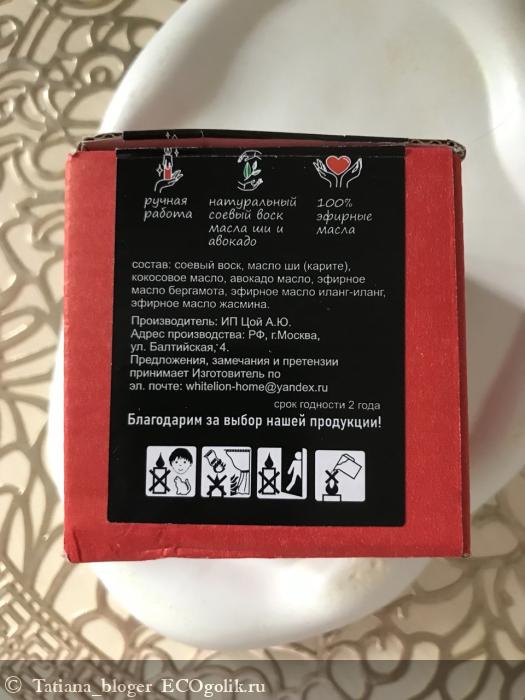 ручная
работа
натуральный
соевый воск
масла ши и
авокадо
100%
эфирные
масла
состав: соевый воск, масло ши (карите),
кокосовое масло, авокадо масло, эфирное
масло бергамота, эфирное масло иланг-иланг,
эфирное масло жасмина.
Производитель: ИП Цой А.Ю.
Адрес производства: РФ, г.Москва,
ул. Балтийская, 4.
Предложения, замечания и претензии
принимает Изготовитель по
эл. почте: whitelion-home@yandex.ru
срок годности 2 года
Благодарим за выбор нашей продукции!
© Tatiana_bloger ECOgolik.ru